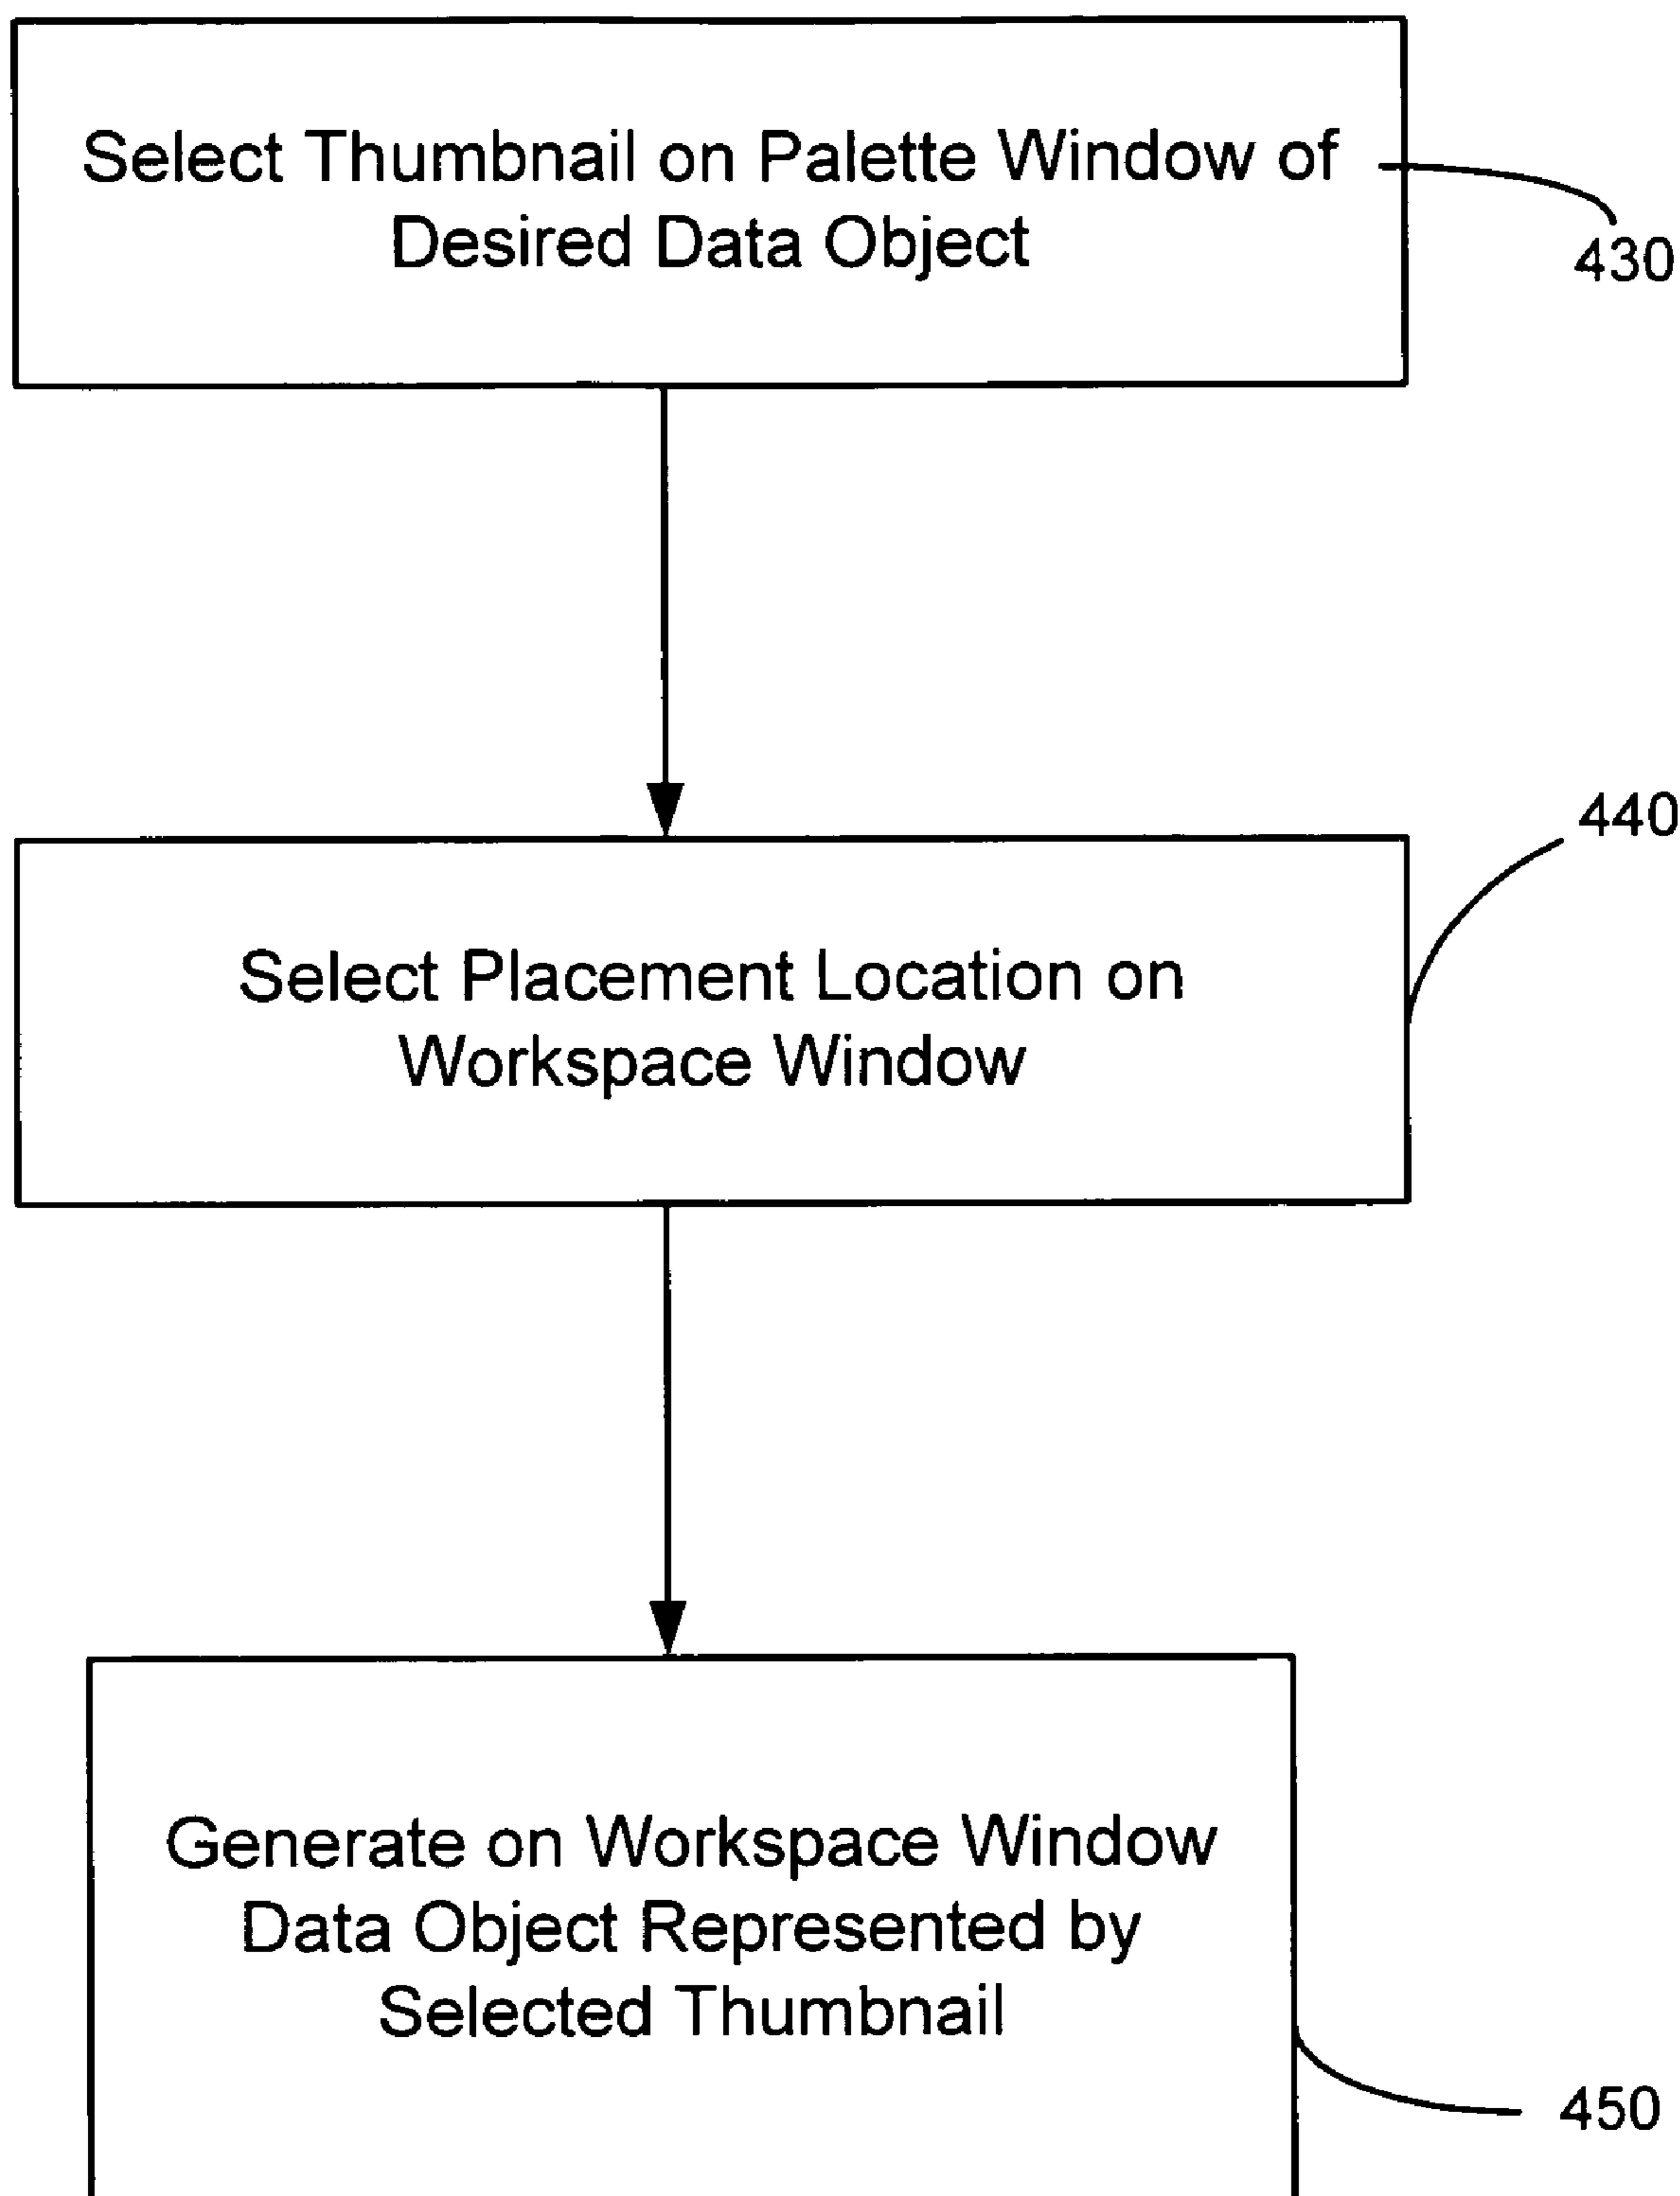 Select Thumbnail on Palette Window of
Desired Data Object
430
440
Select Placement Location on
Workspace Window
Generate on Workspace Window
Data Object Represented by
Selected Thumbnail
450